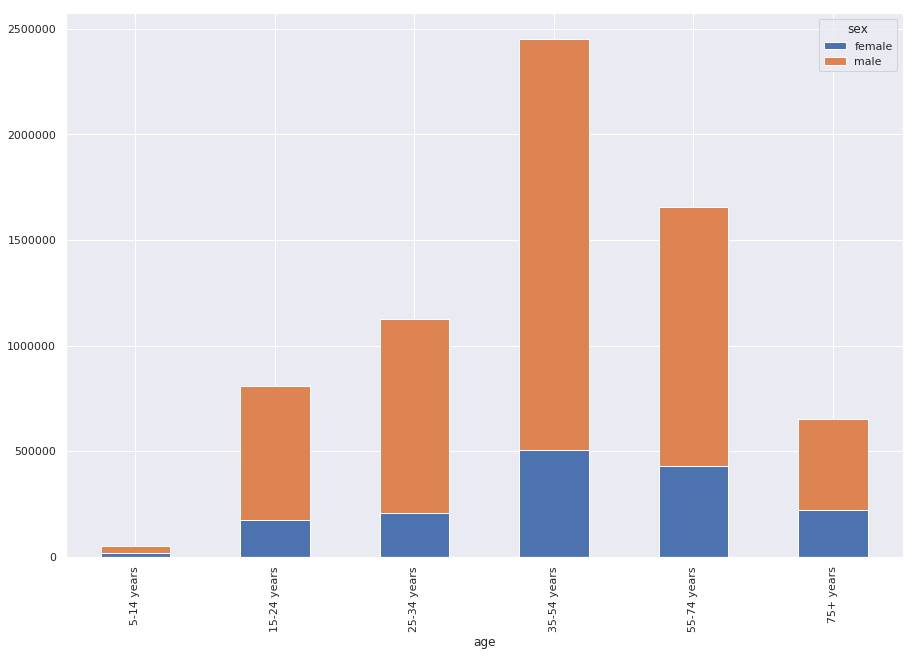 2500000
2000000
1500000
1000000
500000
0
sex
female
male
5-14 years
15-24 years
25-34 years
35-54 years
55-74 years
75+ years
age